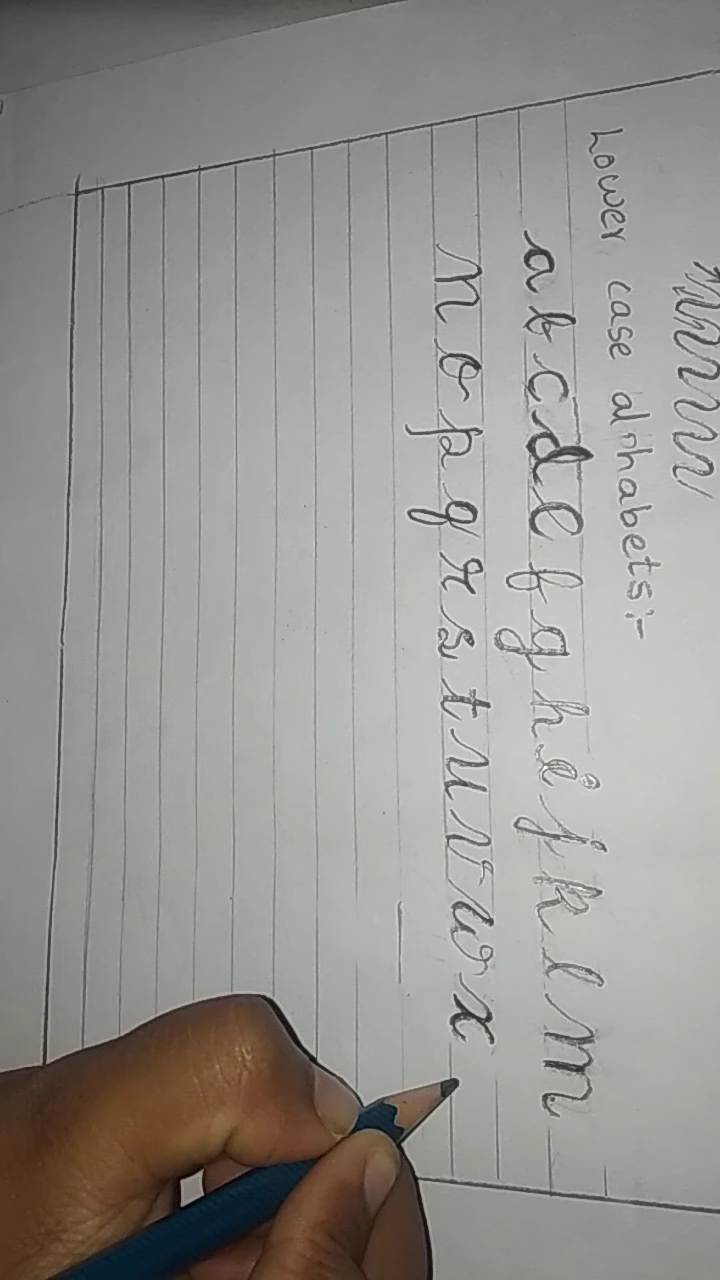 Lower case alphabets:-
a b c d e f g h i j k l m
n o p q r s t u v w x